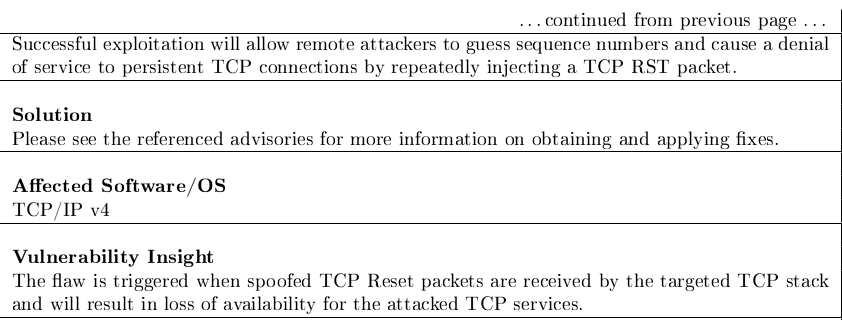 ...continued from previous page ...
Successful exploitation will allow remote attackers to guess sequence numbers and cause a denial
of service to persistent TCP connections by repeatedly injecting a TCP RST packet.
Solution
Please see the referenced advisories for more information on obtaining and applying fixes.
Affected Software/OS
TCP/IP v4
Vulnerability Insight
The flaw is triggered when spoofed TCP Reset packets are received by the targeted TCP stack
and will result in loss of availability for the attacked TCP services.